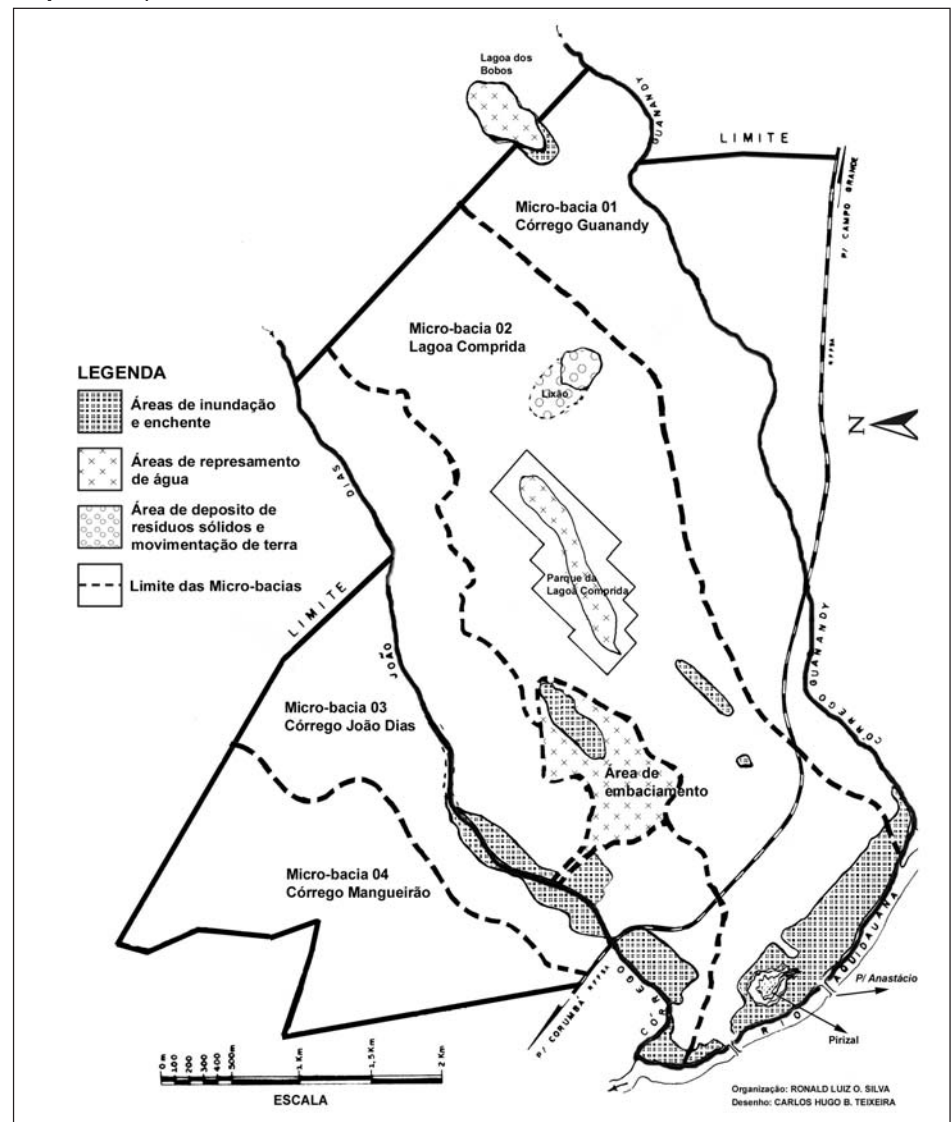 Lagoa dos
Bobos
GUANANDY
LIMITE
P/ CAMPO GRANDE
R F F S A
Micro-bacia 01
Córrego Guanandy
Micro-bacia 02
Lagoa Comprida
Lixão
N
LEGENDA
Áreas de inundação
e enchente
Áreas de represamento
de água
Área de deposito de
resíduos sólidos e
movimentação de terra
Limite das Micro-bacias
DIAS
LIMITE
JOÃO
Parque da
Lagoa Comprida
CÓRREGO GUANANDY
Micro-bacia 03
Córrego João Dias
Área de
embaciamento
Micro-bacia 04
Córrego Mangueirão
CÓRREGO
P/ CORUMBÁ R F F S A
RIO AQUIDAUANA
P/ Anastácio
Pirizal
0 m
100
200
300
400
500m
1 Km
1,5 Km
2 Km
ESCALA
Organização: RONALD LUIZ O. SILVA
Desenho: CARLOS HUGO B. TEIXEIRA